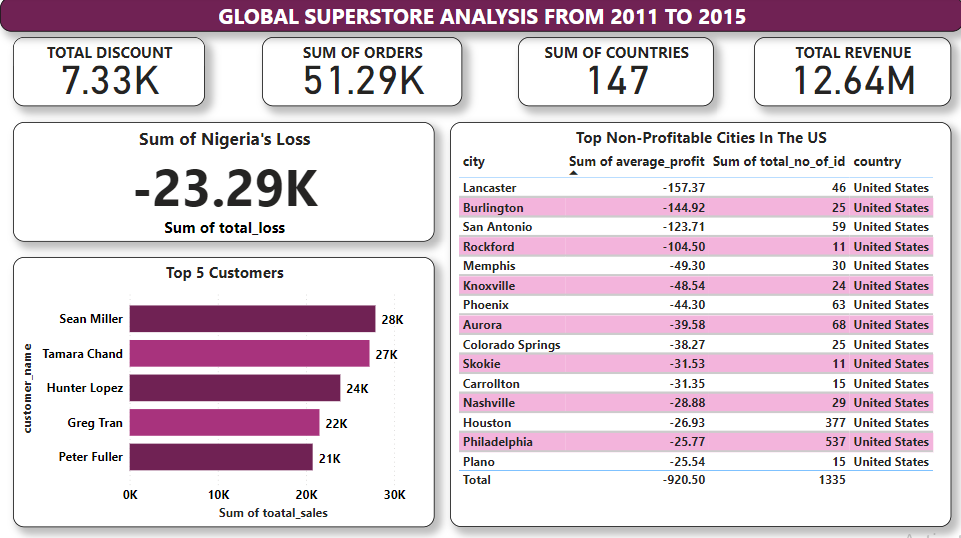 GLOBAL SUPERSTORE ANALYSIS FROM 2011 TO 2015
TOTAL DISCOUNT
7.33K
SUM OF ORDERS
51.29K
SUM OF COUNTRIES
147
TOTAL REVENUE
12.64M
Sum of Nigeria's Loss
-23.29K
Sum of total_loss
Top 5 Customers
customer_name
Sean Miller 28K
Tamara Chand 27K
Hunter Lopez 24K
Greg Tran 22K
Peter Fuller 21K
0K 10K 20K 30K
Sum of toatal_sales
Top Non-Profitable Cities In The US
city Sum of average_profit Sum of total_no_of_id country
Lancaster -157.37 46 United States
Burlington -144.92 25 United States
San Antonio -123.71 59 United States
Rockford -104.50 11 United States
Memphis -49.30 30 United States
Knoxville -48.54 24 United States
Phoenix -44.30 63 United States
Aurora -39.58 68 United States
Colorado Springs -38.27 25 United States
Skokie -31.53 11 United States
Carrollton -31.35 15 United States
Nashville -28.88 29 United States
Houston -26.93 377 United States
Philadelphia -25.77 537 United States
Plano -25.54 15 United States
Total -920.50 1335